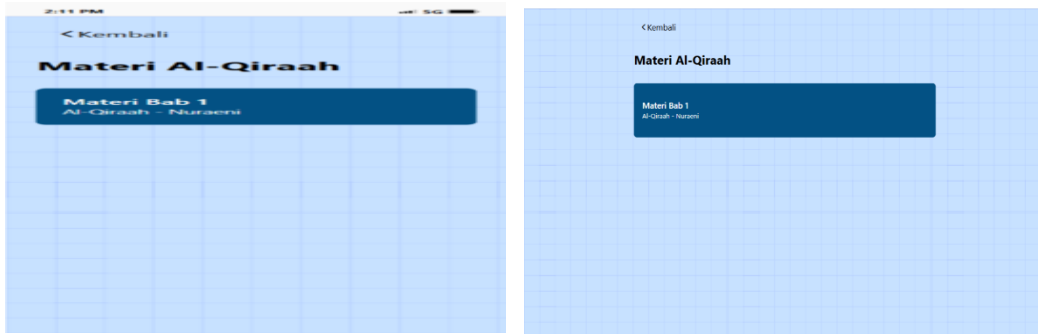 2:11 PM 5G
< Kembali
Materi Al-Qiraah
Materi Bab 1
Al-Qiraah - Nuraeni
< Kembali
Materi Al-Qiraah
Materi Bab 1
Al-Qiraah - Nuraeni